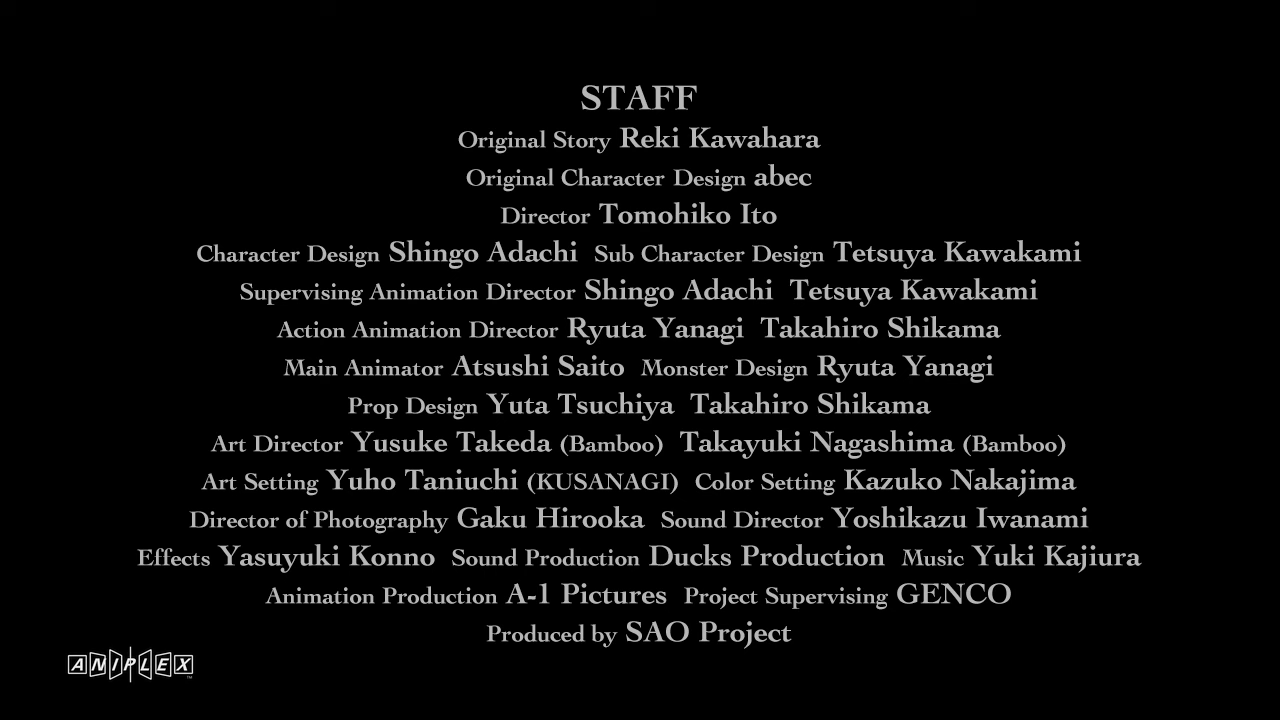 STAFF
Original Story Reki Kawahara
Original Character Design abec
Director Tomohiko Ito
Character Design Shingo Adachi Sub Character Design Tetsuya Kawakami
Supervising Animation Director Shingo Adachi Tetsuya Kawakami
Action Animation Director Ryuta Yanagi Takahiro Shikama
Main Animator Atsushi Saito Monster Design Ryuta Yanagi
Prop Design Yuta Tsuchiya Takahiro Shikama
Art Director Yusuke Takeda (Bamboo) Takayuki Nagashima (Bamboo)
Art Setting Yuho Taniuchi (KUSANAGI) Color Setting Kazuko Nakajima
Director of Photography Gaku Hirooka Sound Director Yoshikazu Iwanami
Effects Yasuyuki Konno Sound Production Ducks Production Music Yuki Kajiura
Animation Production A-1 Pictures Project Supervising GENCO
Produced by SAO Project
ANIPLEX™